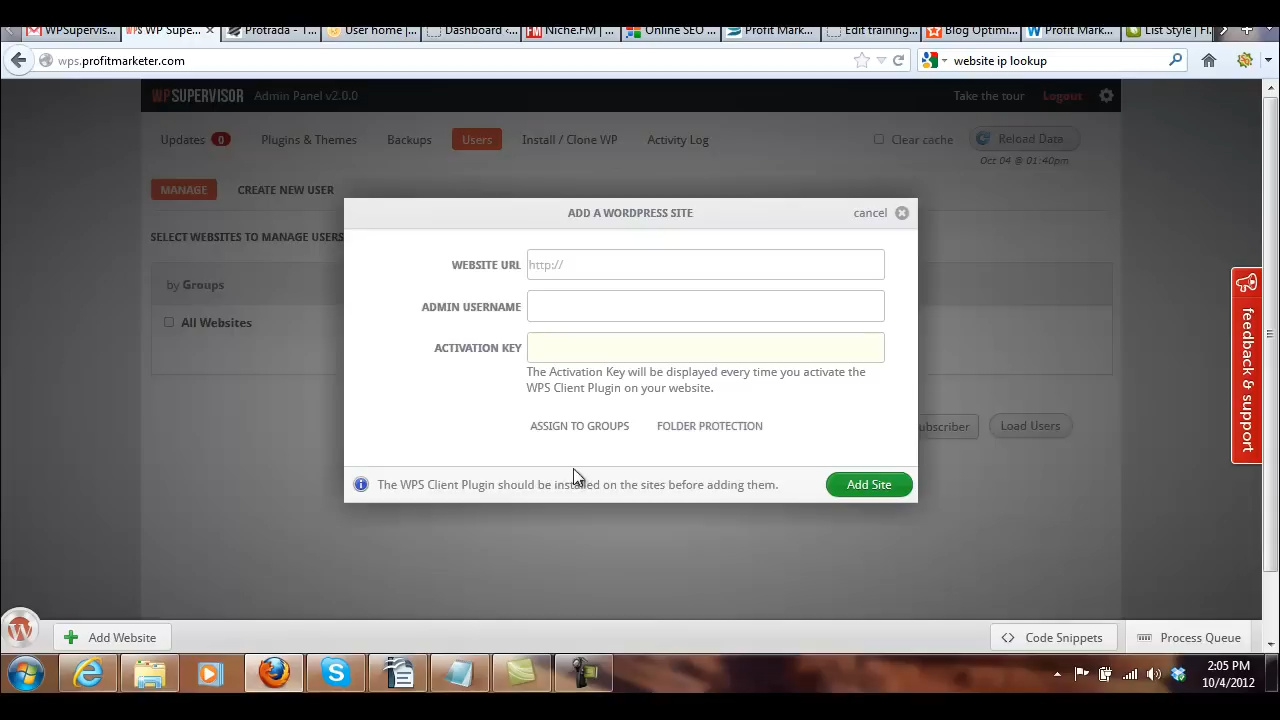 WPSupervis...
WPS WP Supe...
Protrada - T...
User home |...
Dashboard ‹...
FM Niche.FM | ...
Online SEO ...
Profit Mark...
Edit training...
Blog Optimi...
Profit Mark...
List Style | Fl
wps.profitmarketer.com
website ip lookup
WPSUPERVISOR Admin Panel v2.0.0
Take the tour Logout
Updates 0 Plugins & Themes Backups Users Install / Clone WP Activity Log Clear cache Reload Data
Oct 04 @ 01:40pm
MANAGE CREATE NEW USER
ADD A WORDPRESS SITE cancel
SELECT WEBSITES TO MANAGE USERS
WEBSITE URL http://
by Groups
ADMIN USERNAME
All Websites
ACTIVATION KEY
The Activation Key will be displayed every time you activate the
WPS Client Plugin on your website.
ASSIGN TO GROUPS FOLDER PROTECTION
ubscriber Load Users
The WPS Client Plugin should be installed on the sites before adding them. Add Site
feedback & support
Add Website Code Snippets Process Queue
2:05 PM
10/4/2012